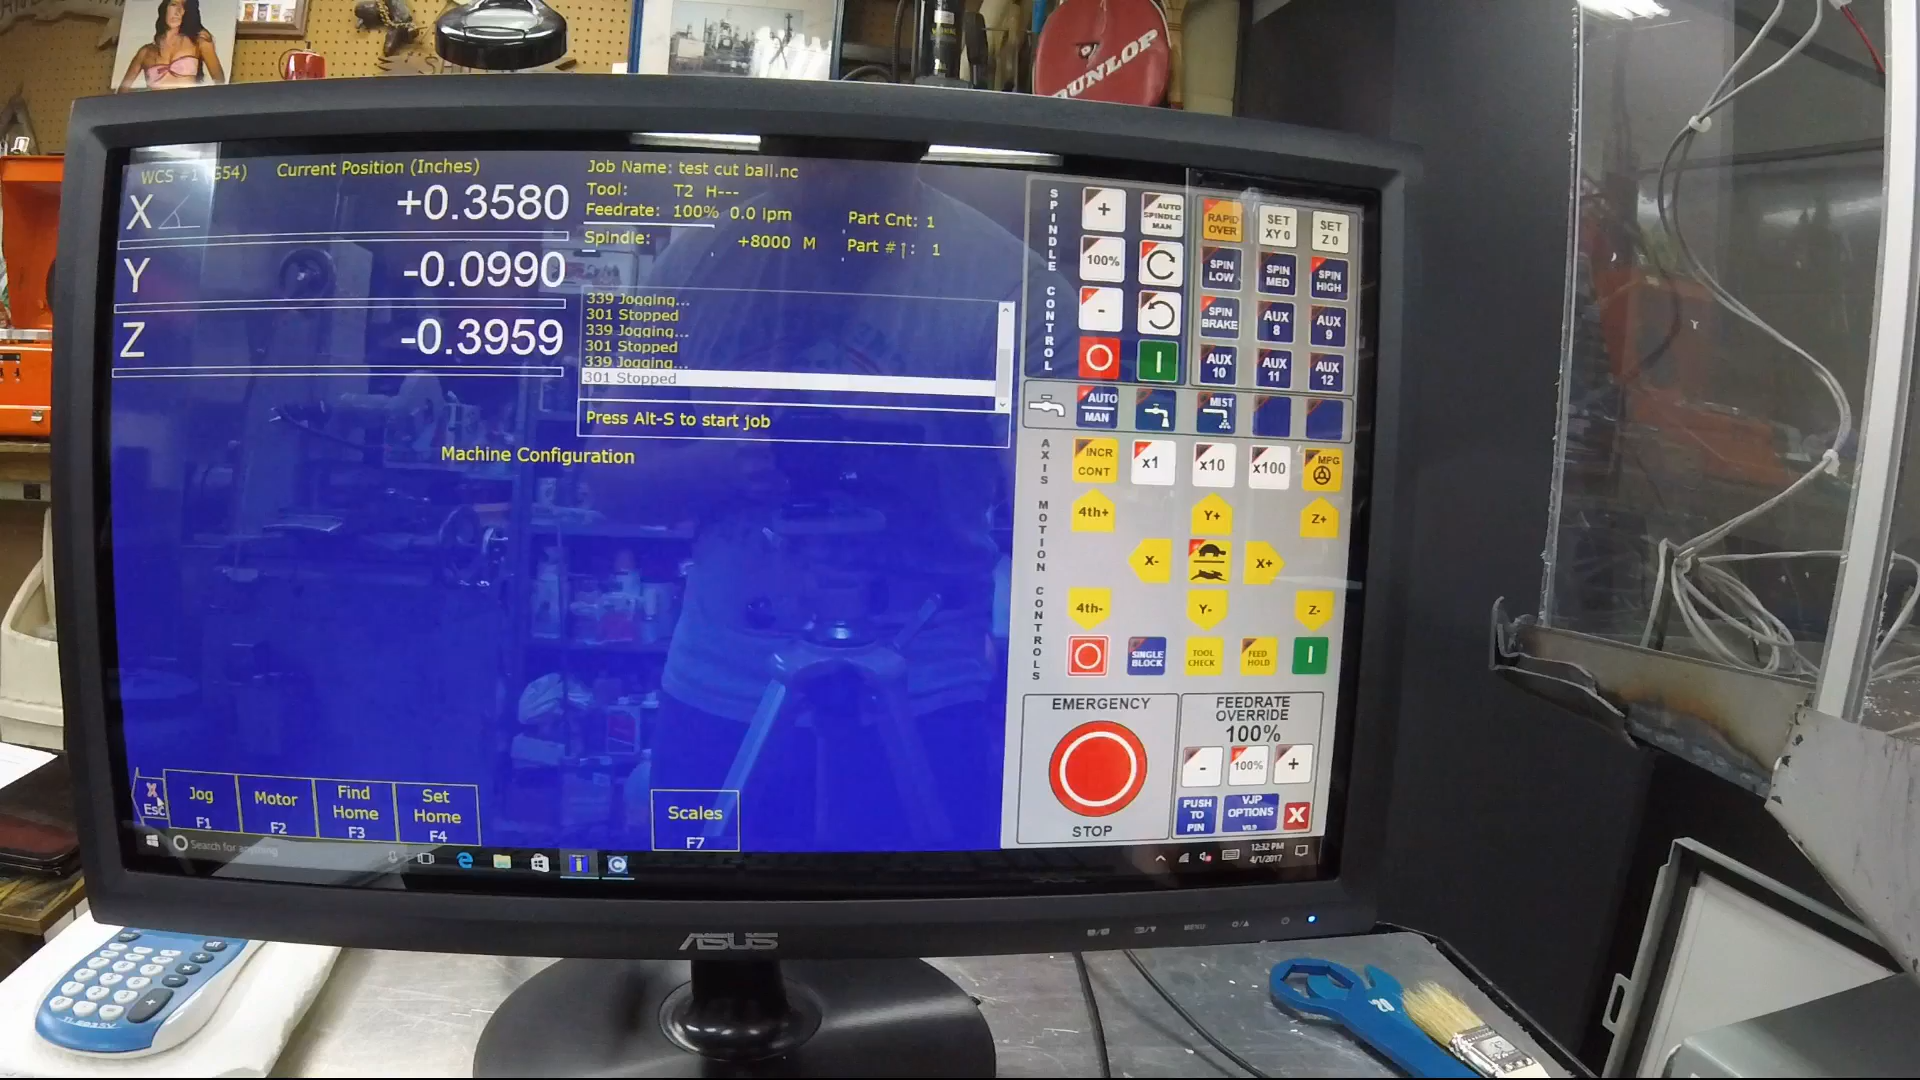 DUNLOP
WCS #1 (G54) Current Position (Inches)
X +0.3580
Y -0.0990
Z -0.3959
Job Name: test cut ball.nc
Tool: T2 H---
Feedrate: 100% 0.0 ipm
Spindle: +8000 M
Part Cnt: 1
Part #: 1
339 Jogging...
301 Stopped
339 Jogging...
301 Stopped
339 Jogging...
301 Stopped
Press Alt-S to start job
Machine Configuration
X Esc
Jog F1
Motor F2
Find Home F3
Set Home F4
Scales F7
SPINDLE CONTROL
+ AUTO SPINDLE MAN RAPID OVER SET XY 0 SET Z 0
100% SPIN LOW SPIN MED SPIN HIGH
- SPIN BRAKE AUX 8 AUX 9
I AUX 10 AUX 11 AUX 12
AUTO MAN MIST
AXIS MOTION CONTROLS
INCR CONT x1 x10 x100 MPG
4th+ Y+ Z+
X- X+
4th- Y- Z-
SINGLE BLOCK TOOL CHECK FEED HOLD I
EMERGENCY
STOP
FEEDRATE
OVERRIDE
100%
- 100% +
PUSH TO PIN VJP OPTIONS V0.9 X
Search for anything
12:32 PM
4/1/2017
ASUS
MENU
20